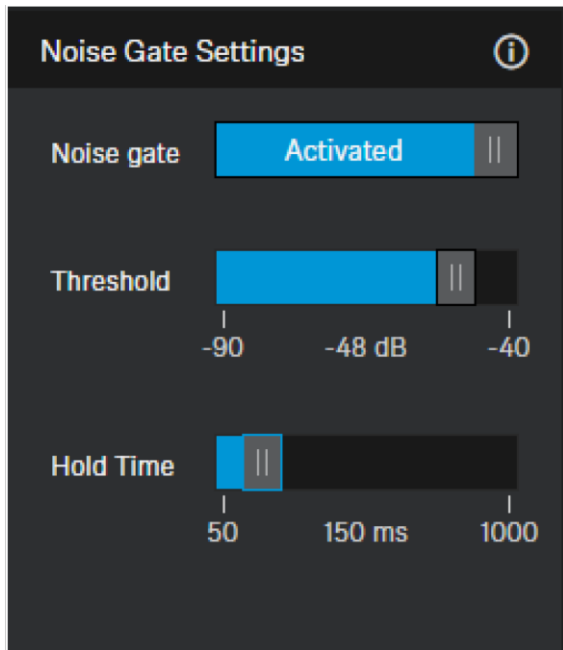 Noise Gate Settings
Noise gate Activated
Threshold
-90 -48 dB -40
Hold Time
50 150 ms 1000